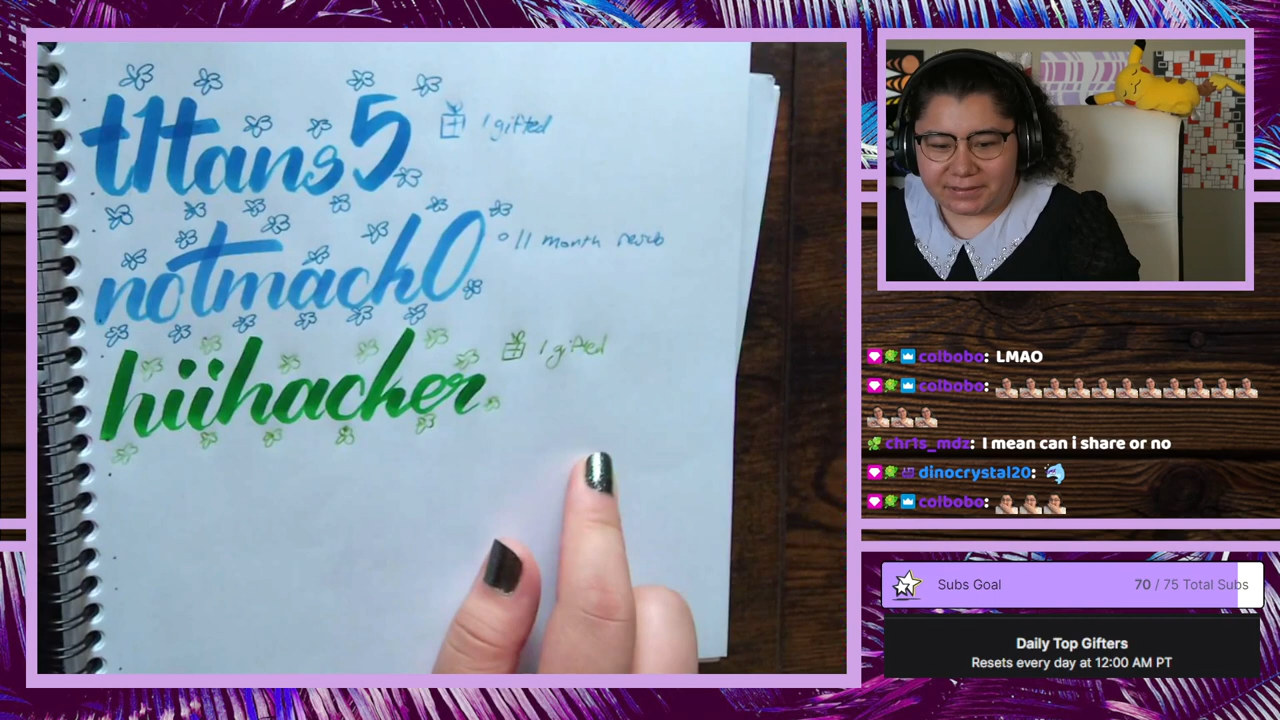 t1tans5
1 gifted
notmach0
11 month resub
hiihacker
1 gifted
colbobo: LMAO
colbobo:
chr1s_mdz: I mean can i share or no
dinocrystal20:
colbobo:
Subs Goal 70 / 75 Total Subs
Daily Top Gifters
Resets every day at 12:00 AM PT